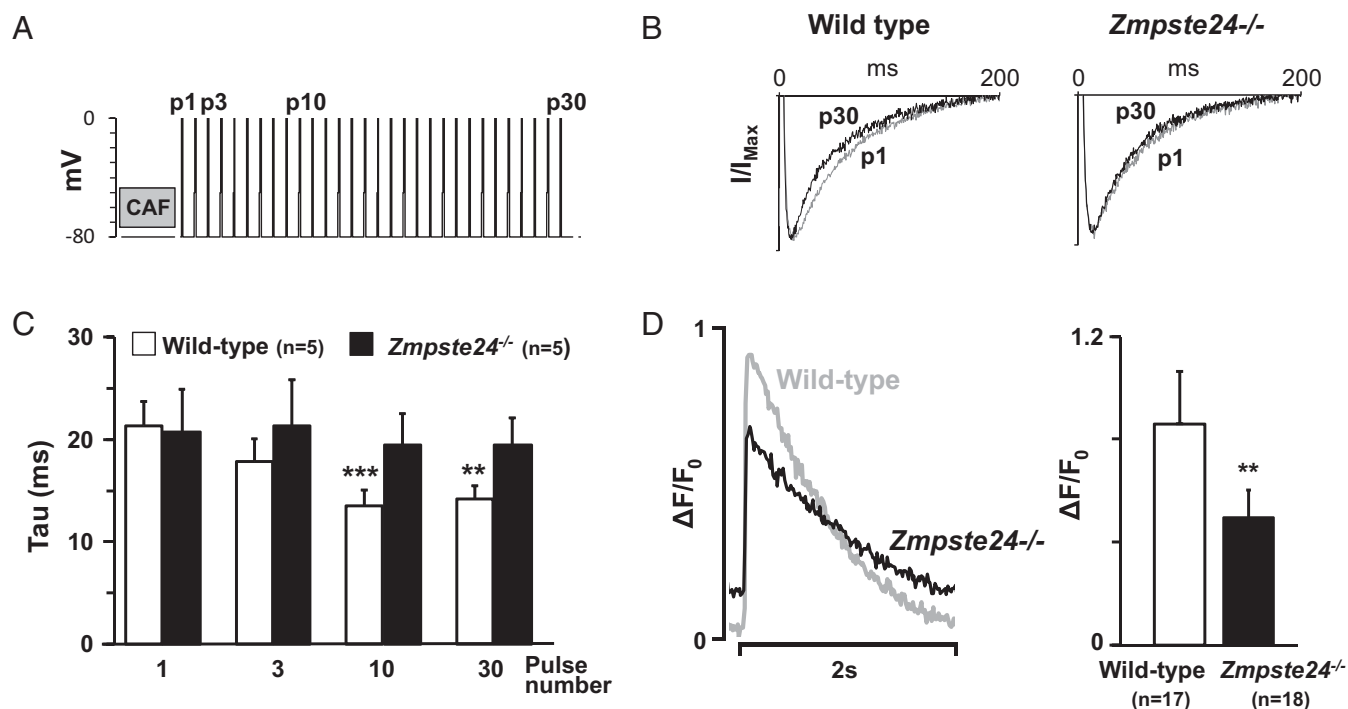 A
p1 p3 p10 p30
0
mV
CAF
-80
B
Wild type
Zmpste24-/-
0 ms 200
0 ms 200
I/I_Max
p30
p1
p30
p1
C
30
Wild-type (n=5) Zmpste24-/- (n=5)
20
Tau (ms)
10
0
*** **
1 3 10 30 Pulse
number
D
1
ΔF/F0
0
Wild-type
Zmpste24-/-
2s
1.2
ΔF/F0
0
**
Wild-type Zmpste24-/-
(n=17) (n=18)